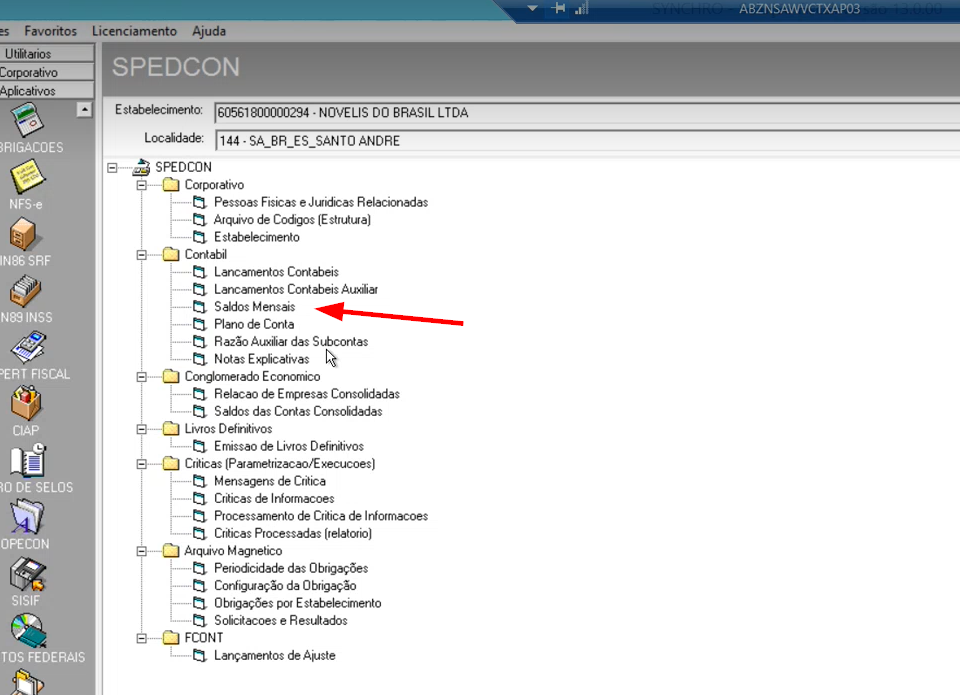 ABZNSAWVCTXAP03
es Favoritos Licenciamento Ajuda
Utilitarios
Corporativo
Aplicativos
SPEDCON
Estabelecimento: 60561800000294 - NOVELIS DO BRASIL LTDA
Localidade: 144 - SA_BR_ES_SANTO ANDRE
BRIGACOES
NFS-e
IN86 SRF
N89 INSS
PERT FISCAL
CIAP
RO DE SELOS
OPECON
SISIF
TOS FEDERAIS
SPEDCON
Corporativo
Pessoas Fisicas e Juridicas Relacionadas
Arquivo de Codigos (Estrutura)
Estabelecimento
Contabil
Lancamentos Contabeis
Lancamentos Contabeis Auxiliar
Saldos Mensais
Plano de Conta
Razão Auxiliar das Subcontas
Notas Explicativas
Conglomerado Economico
Relacao de Empresas Consolidadas
Saldos das Contas Consolidadas
Livros Definitivos
Emissao de Livros Definitivos
Criticas (Parametrizacao/Execucoes)
Mensagens de Critica
Criticas de Informacoes
Processamento de Critica de Informacoes
Criticas Processadas (relatorio)
Arquivo Magnetico
Periodicidade das Obrigações
Configuração da Obrigação
Obrigações por Estabelecimento
Solicitacoes e Resultados
FCONT
Lançamentos de Ajuste